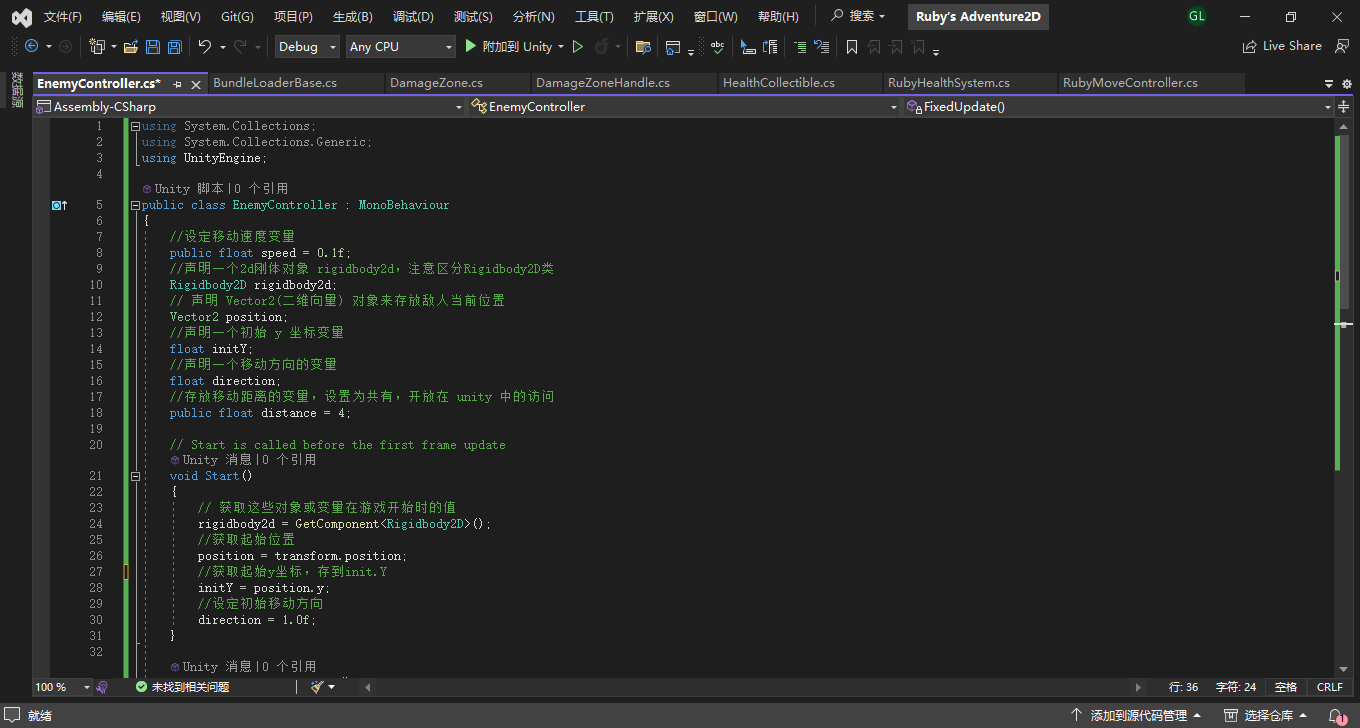 文件(F) 编辑(E) 视图(V) Git(G) 项目(P) 生成(B) 调试(D) 测试(S) 分析(N) 工具(T) 扩展(X) 窗口(W) 帮助(H) 搜索 Ruby's Adventure2D GL
Debug Any CPU 附加到 Unity Live Share
数据源
EnemyController.cs* BundleLoaderBase.cs DamageZone.cs DamageZoneHandle.cs HealthCollectible.cs RubyHealthSystem.cs RubyMoveController.cs
Assembly-CSharp EnemyController FixedUpdate()
1 using System.Collections;
2 using System.Collections.Generic;
3 using UnityEngine;
4
Unity 脚本|0 个引用
5 public class EnemyController : MonoBehaviour
6 {
7 //设定移动速度变量
8 public float speed = 0.1f;
9 //声明一个2d刚体对象 rigidbody2d，注意区分Rigidbody2D类
10 Rigidbody2D rigidbody2d;
11 // 声明 Vector2(二维向量) 对象来存放敌人当前位置
12 Vector2 position;
13 //声明一个初始 y 坐标变量
14 float initY;
15 //声明一个移动方向的变量
16 float direction;
17 //存放移动距离的变量，设置为共有，开放在 unity 中的访问
18 public float distance = 4;
19
20 // Start is called before the first frame update
Unity 消息|0 个引用
21 void Start()
22 {
23 // 获取这些对象或变量在游戏开始时的值
24 rigidbody2d = GetComponent<Rigidbody2D>();
25 //获取起始位置
26 position = transform.position;
27 //获取起始y坐标，存到init.Y
28 initY = position.y;
29 //设定初始移动方向
30 direction = 1.0f;
31 }
32
Unity 消息|0 个引用
100 % 未找到相关问题 行: 36 字符: 24 空格 CRLF
就绪 添加到源代码管理 选择仓库 1